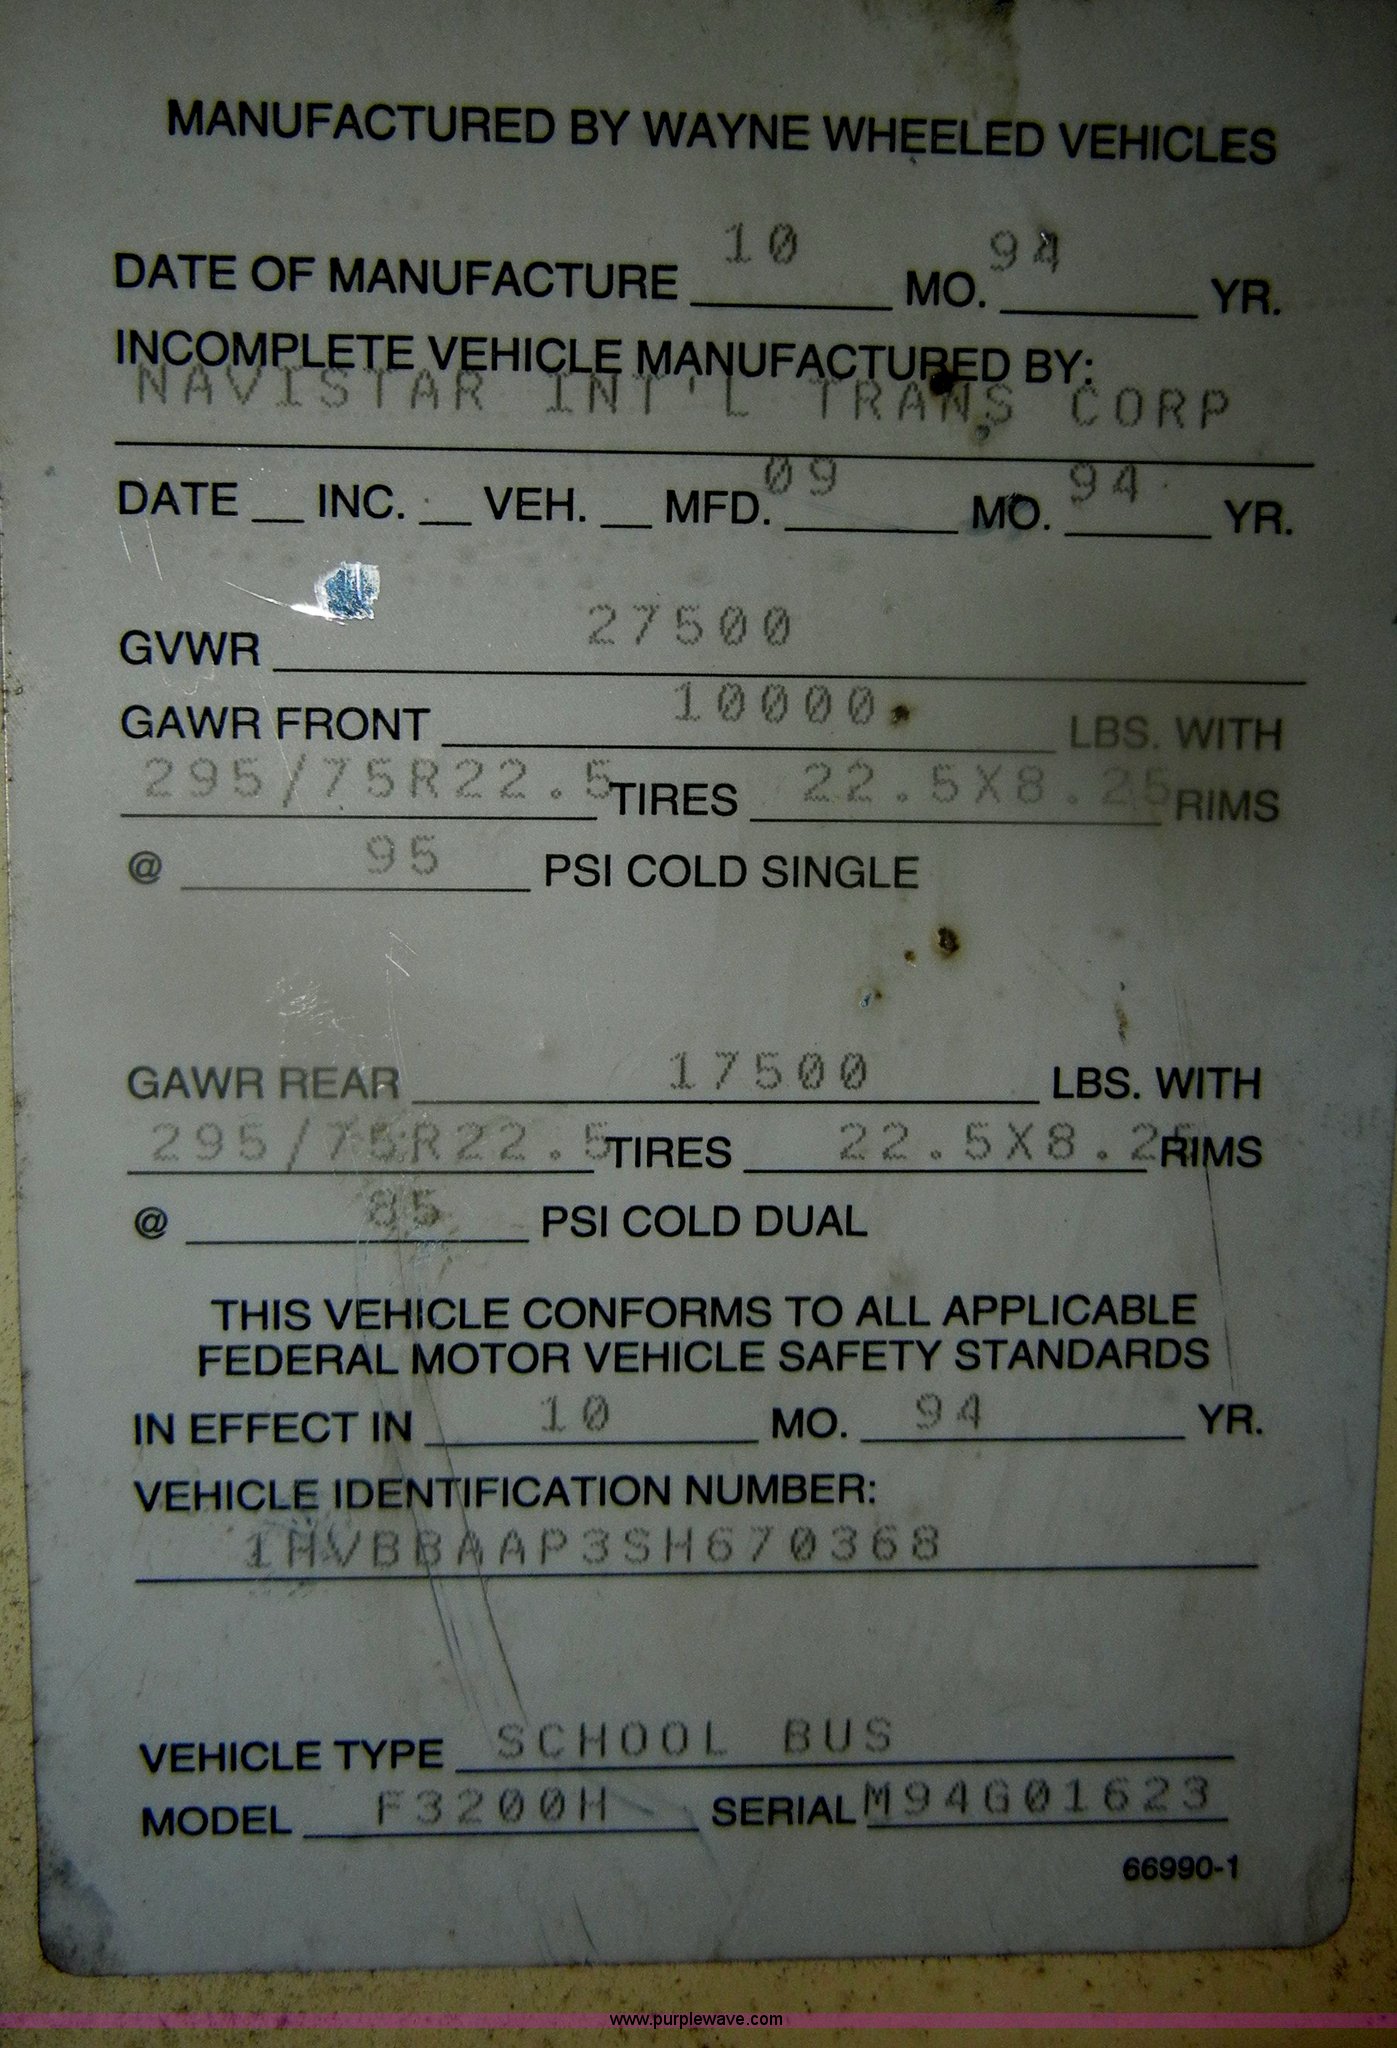 MANUFACTURED BY WAYNE WHEELED VEHICLES
DATE OF MANUFACTURE 10 MO. 94 YR.
INCOMPLETE VEHICLE MANUFACTURED BY:
NAVISTAR INT'L TRANS CORP
DATE __ INC. __ VEH. __ MFD. 09 MO. 94 YR.
GVWR 27500
GAWR FRONT 10000 LBS. WITH
295/75R22.5 TIRES 22.5X8.25 RIMS
@ 95 PSI COLD SINGLE
GAWR REAR 17500 LBS. WITH
295/75R22.5 TIRES 22.5X8.25 RIMS
@ 85 PSI COLD DUAL
THIS VEHICLE CONFORMS TO ALL APPLICABLE
FEDERAL MOTOR VEHICLE SAFETY STANDARDS
IN EFFECT IN 10 MO. 94 YR.
VEHICLE IDENTIFICATION NUMBER:
1HVBBAAP3SH670368
VEHICLE TYPE SCHOOL BUS
MODEL F3200H SERIAL M94G01623
66990-1
www.purplewave.com